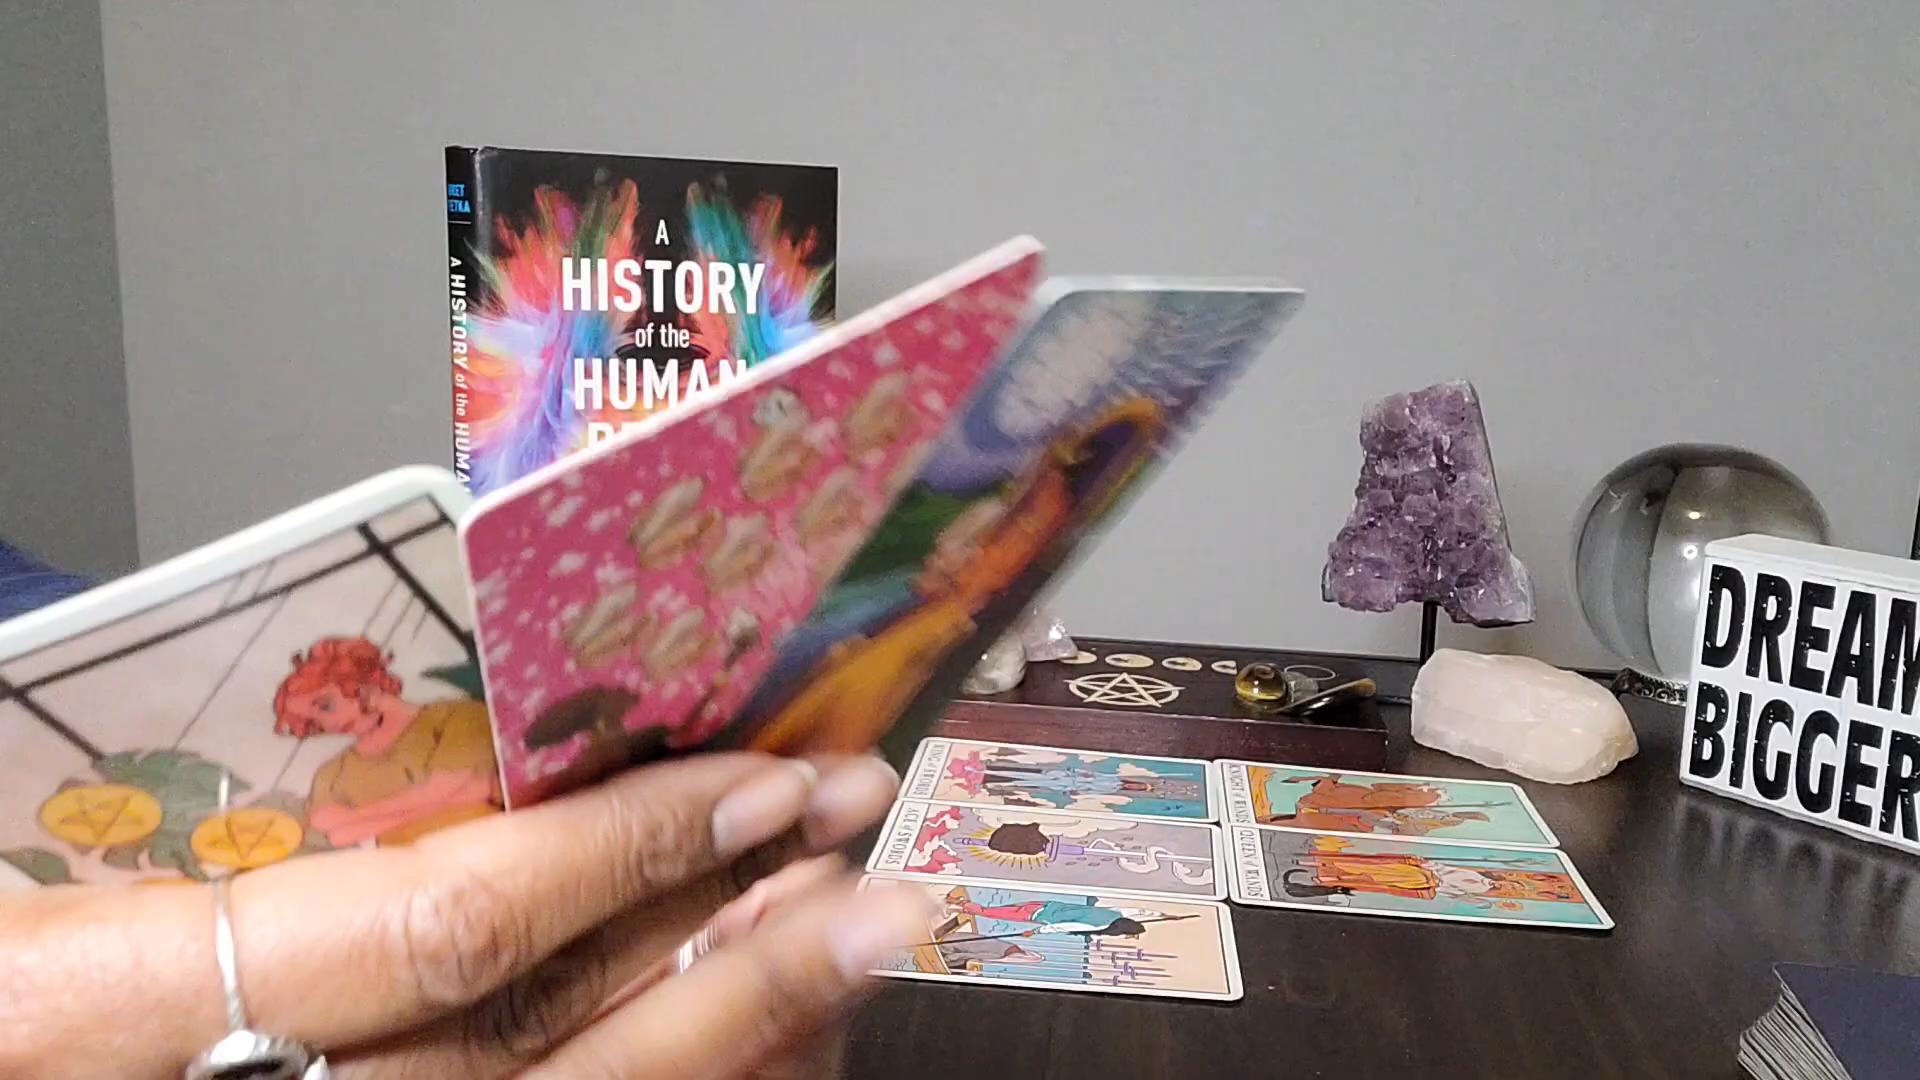 A
HISTORY
of the
HUMAN
A HISTORY of the HUMA
DREAM
BIGGER
KING of SWORDS
ACE of SWORDS
KNIGHT of WANDS
QUEEN of WANDS